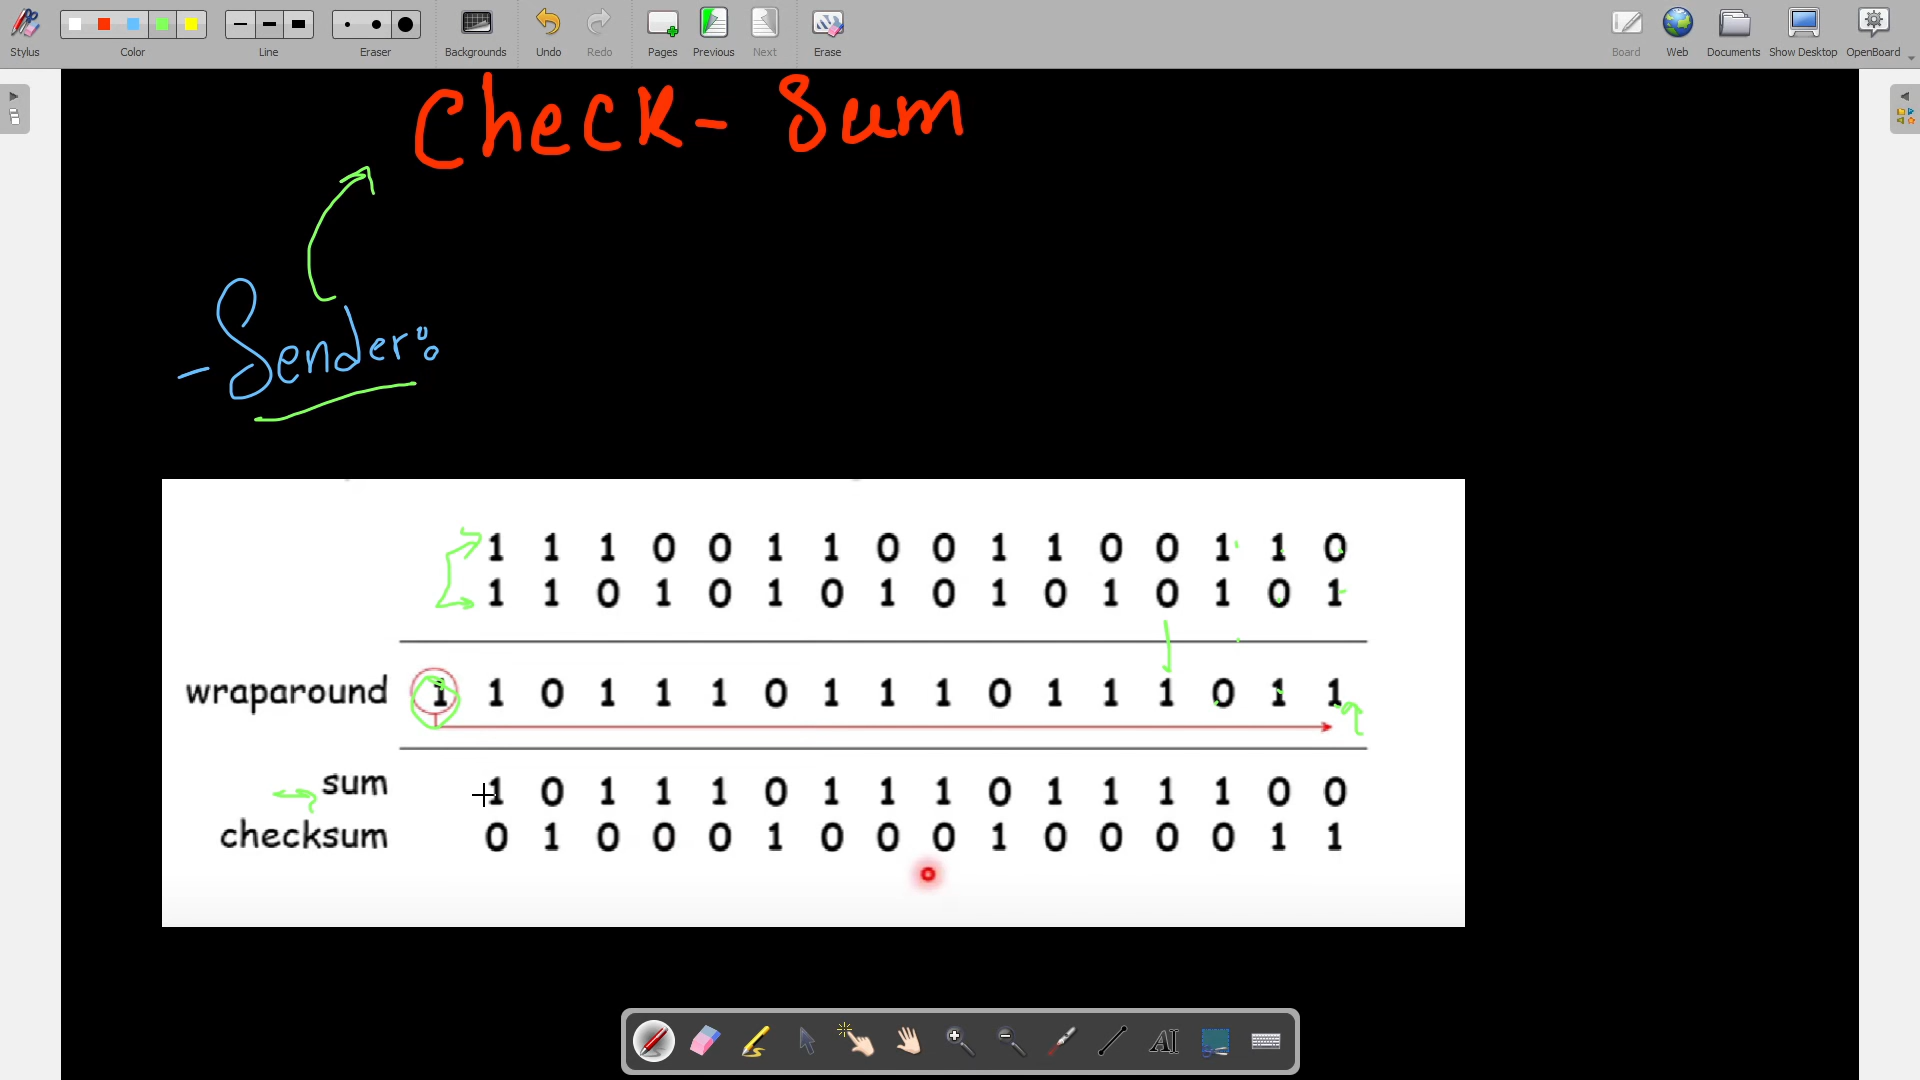 Stylus Color Line Eraser Backgrounds Undo Redo Pages Previous Next Erase Board Web Documents Show Desktop OpenBoard
Check-Sum
-Sender:
1 1 1 0 0 1 1 0 0 1 1 0 0 1 1 0
1 1 0 1 0 1 0 1 0 1 0 1 0 1 0 1
wraparound 1 1 0 1 1 1 0 1 1 1 0 1 1 1 0 1 1
sum 1 0 1 1 1 0 1 1 1 0 1 1 1 1 0 0
checksum 0 1 0 0 0 1 0 0 0 1 0 0 0 0 1 1
AI